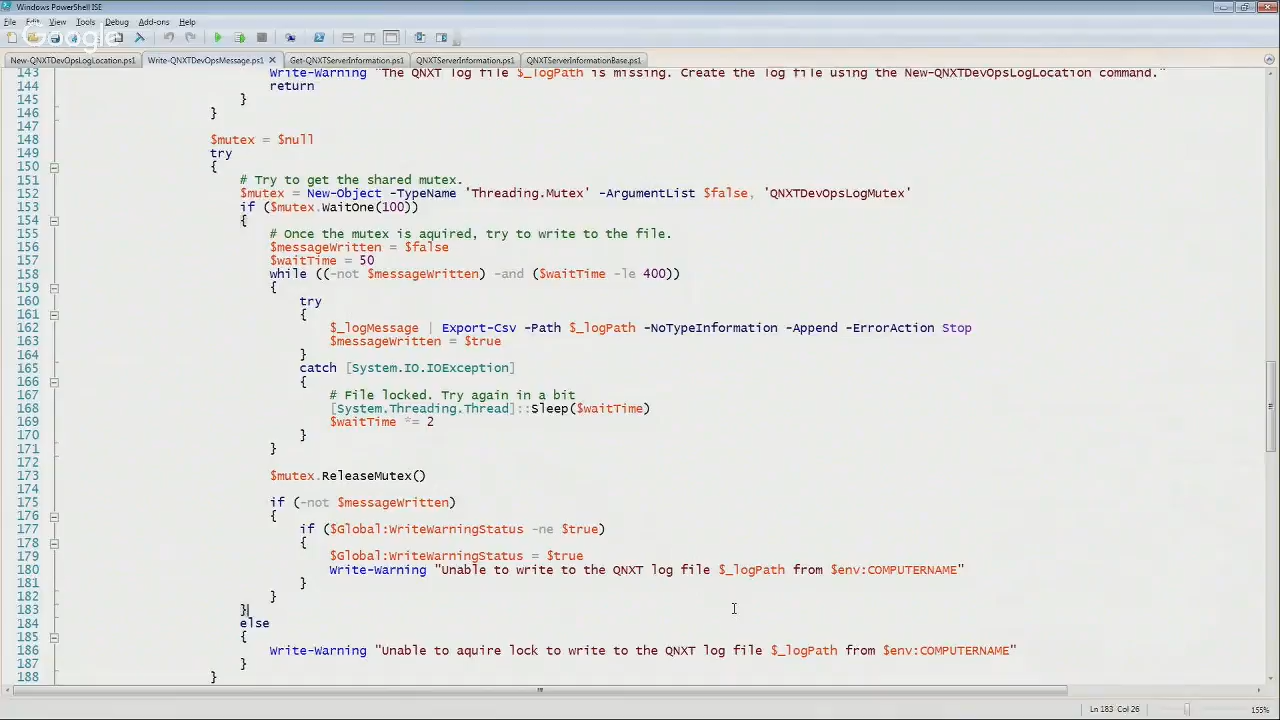 Windows PowerShell ISE
File Edit View Tools Debug Add-ons Help
Google
New-QNXTDevOpsLogLocation.ps1 Write-QNXTDevOpsMessage.ps1 Get-QNXTServerInformation.ps1 QNXTServerInformation.ps1 QNXTServerInformationBase.ps1
143 Write-Warning "The QNXT log file $_logPath is missing. Create the log file using the New-QNXTDevOpsLogLocation command."
144 return
145 }
146 }
147
148 $mutex = $null
149 try
150 {
151 # Try to get the shared mutex.
152 $mutex = New-Object -TypeName 'Threading.Mutex' -ArgumentList $false, 'QNXTDevOpsLogMutex'
153 if ($mutex.WaitOne(100))
154 {
155 # Once the mutex is aquired, try to write to the file.
156 $messageWritten = $false
157 $waitTime = 50
158 while ((-not $messageWritten) -and ($waitTime -le 400))
159 {
160 try
161 {
162 $_logMessage | Export-Csv -Path $_logPath -NoTypeInformation -Append -ErrorAction Stop
163 $messageWritten = $true
164 }
165 catch [System.IO.IOException]
166 {
167 # File locked. Try again in a bit
168 [System.Threading.Thread]::Sleep($waitTime)
169 $waitTime *= 2
170 }
171 }
172
173 $mutex.ReleaseMutex()
174
175 if (-not $messageWritten)
176 {
177 if ($Global:WriteWarningStatus -ne $true)
178 {
179 $Global:WriteWarningStatus = $true
180 Write-Warning "Unable to write to the QNXT log file $_logPath from $env:COMPUTERNAME"
181 }
182 }
183 }
184 else
185 {
186 Write-Warning "Unable to aquire lock to write to the QNXT log file $_logPath from $env:COMPUTERNAME"
187 }
188 }
Ln 183 Col 26 155%